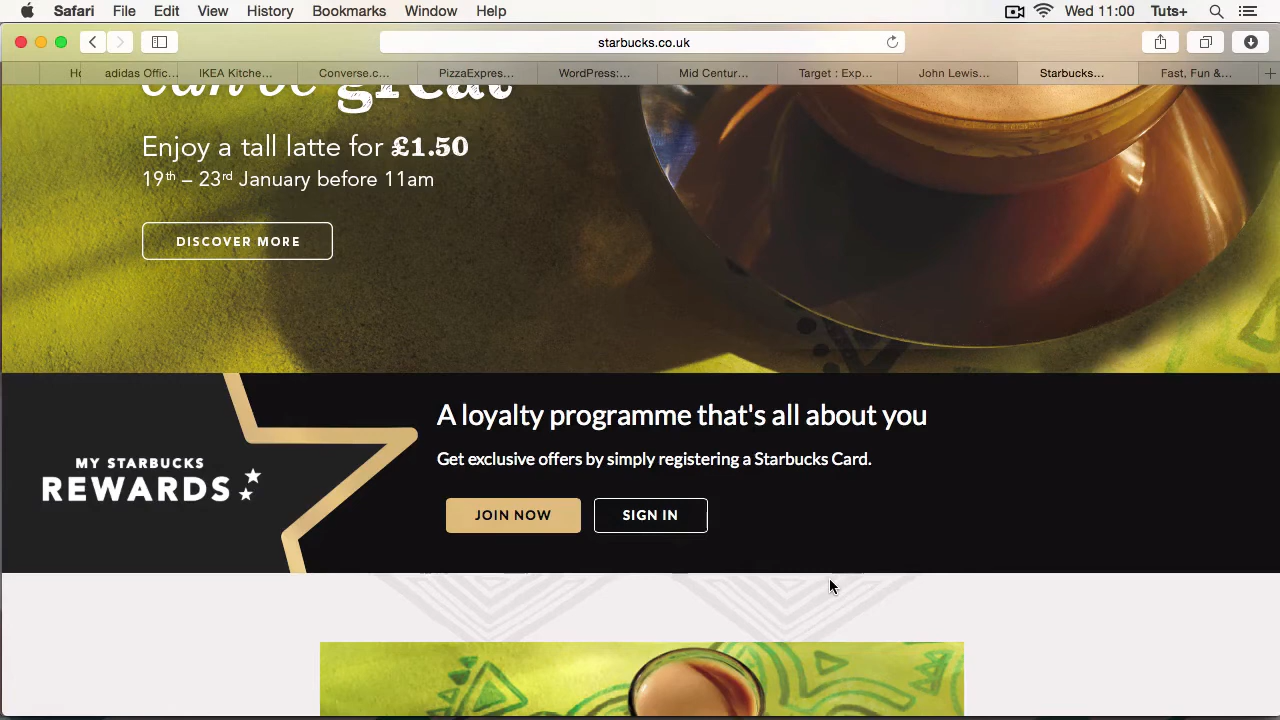 Safari File Edit View History Bookmarks Window Help Wed 11:00 Tuts+
starbucks.co.uk
Ho adidas Offic... IKEA Kitche... Converse.c... PizzaExpres... WordPress:... Mid Centur... Target : Exp... John Lewis... Starbucks... Fast, Fun &...
can be great
Enjoy a tall latte for £1.50
19th – 23rd January before 11am
DISCOVER MORE
A loyalty programme that's all about you
Get exclusive offers by simply registering a Starbucks Card.
MY STARBUCKS
REWARDS
JOIN NOW SIGN IN